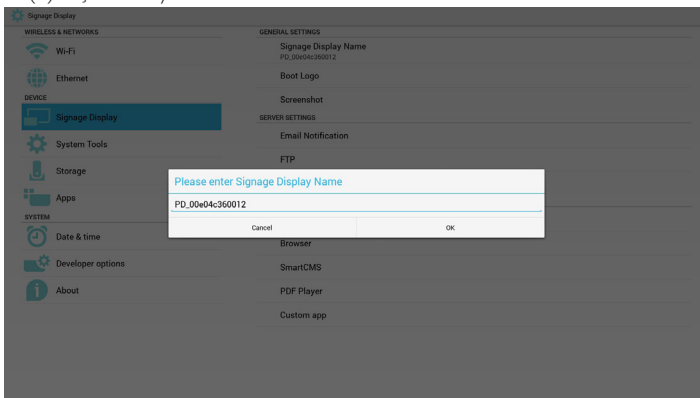 Signage Display
WIRELESS & NETWORKS
Wi-Fi
Ethernet
DEVICE
Signage Display
System Tools
Storage
Apps
SYSTEM
Date & time
Developer options
About
GENERAL SETTINGS
Signage Display Name
PD_00e04c360012
Boot Logo
Screenshot
SERVER SETTINGS
Email Notification
FTP
Please enter Signage Display Name
PD_00e04c360012
Cancel
OK
Browser
SmartCMS
PDF Player
Custom app